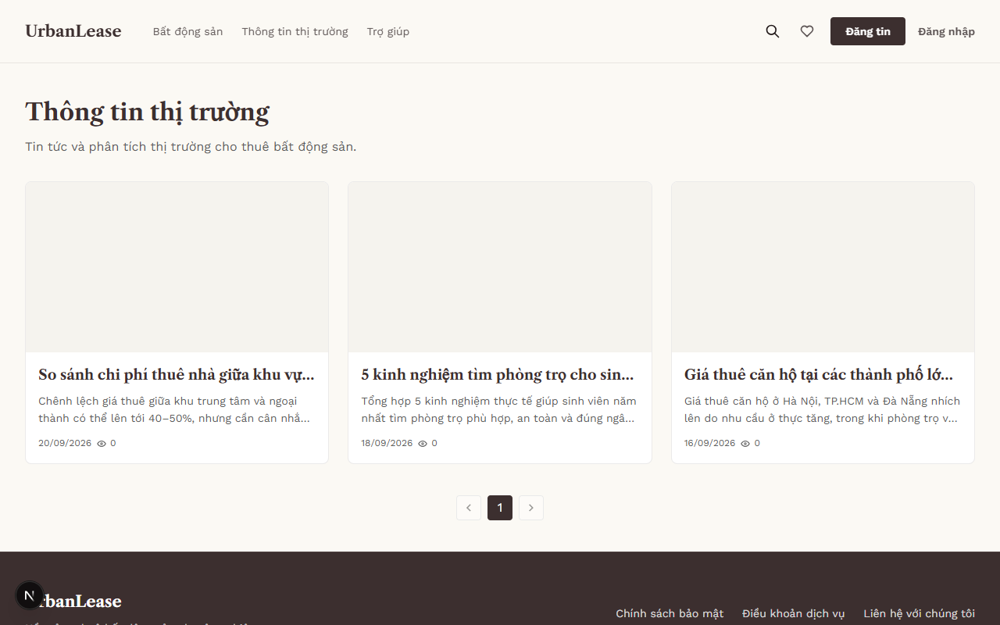 UrbanLease
Bất động sản
Thông tin thị trường
Trợ giúp
Đăng tin
Đăng nhập
Thông tin thị trường
Tin tức và phân tích thị trường cho thuê bất động sản.
So sánh chi phí thuê nhà giữa khu vự...
Chênh lệch giá thuê giữa khu trung tâm và ngoại
thành có thể lên tới 40–50%, nhưng cần cân nhắ...
20/09/2026 0
5 kinh nghiệm tìm phòng trọ cho sin...
Tổng hợp 5 kinh nghiệm thực tế giúp sinh viên năm
nhất tìm phòng trọ phù hợp, an toàn và đúng ngâ...
18/09/2026 0
Giá thuê căn hộ tại các thành phố lớ...
Giá thuê căn hộ ở Hà Nội, TP.HCM và Đà Nẵng nhích
lên do nhu cầu ở thực tăng, trong khi phòng trọ v...
16/09/2026 0
1
N
rbanLease
Chính sách bảo mật
Điều khoản dịch vụ
Liên hệ với chúng tôi